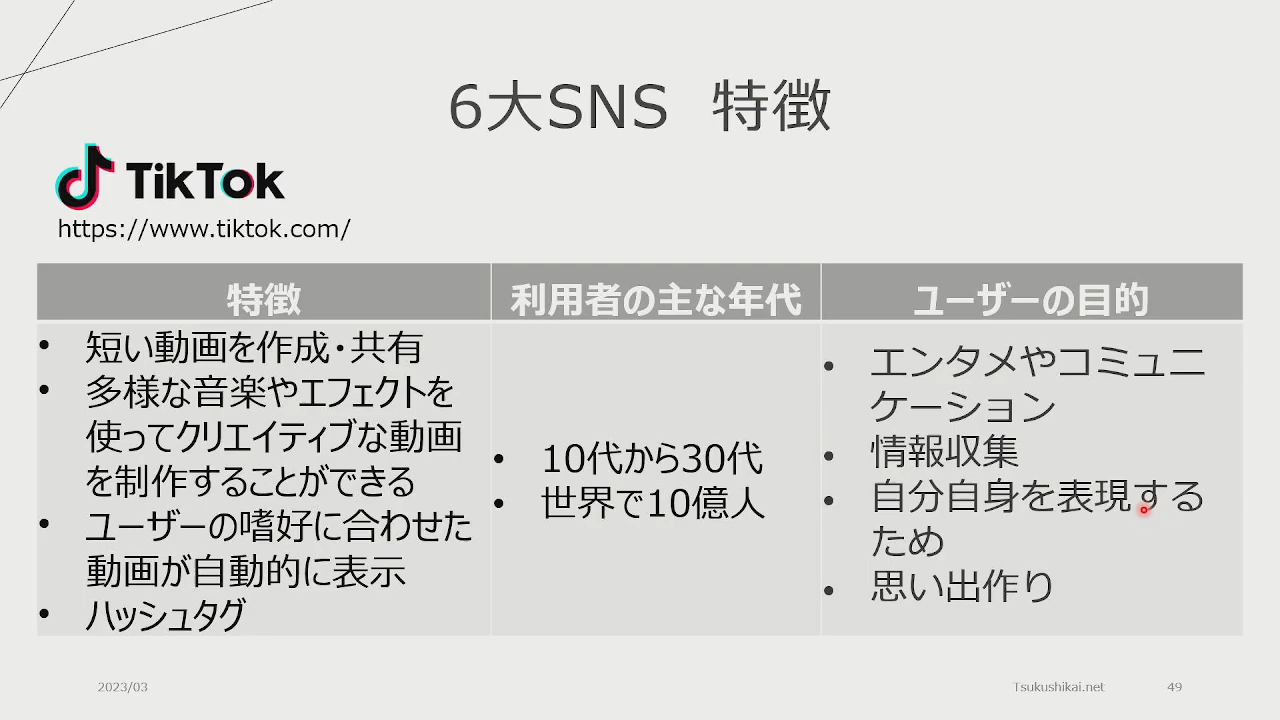 6大SNS 特徴
TikTok
https://www.tiktok.com/
特徴
利用者の主な年代
ユーザーの目的
• 短い動画を作成・共有
• 多様な音楽やエフェクトを
使ってクリエイティブな動画
を制作することができる
• ユーザーの嗜好に合わせた
動画が自動的に表示
• ハッシュタグ
• 10代から30代
• 世界で10億人
• エンタメやコミュニ
ケーション
• 情報収集
• 自分自身を表現する
ため
• 思い出作り
2023/03
Tsukushikai.net
49